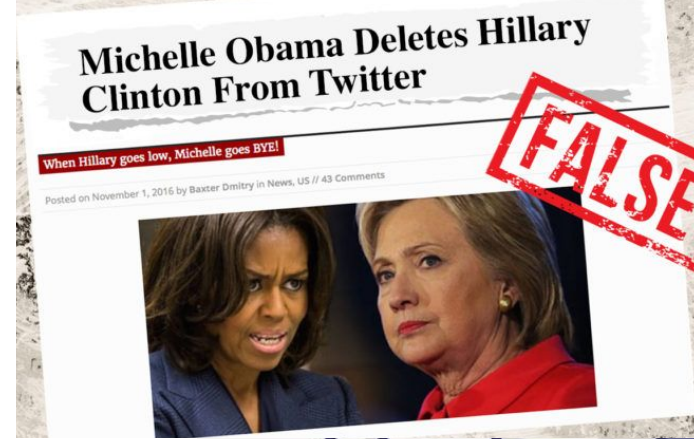 Michelle Obama Deletes Hillary
Clinton From Twitter
When Hillary goes low, Michelle goes BYE!
Posted on November 1, 2016 by Baxter Dmitry in News, US // 43 Comments
FALSE